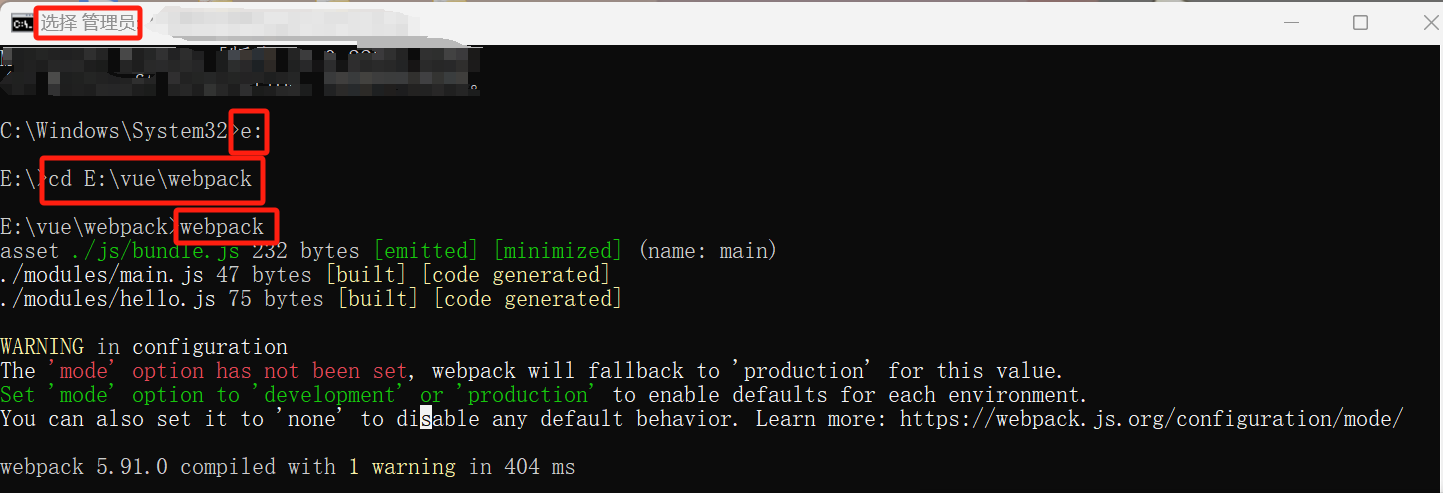 选择 管理员:
C:\Windows\System32>e:
E:\>cd E:\vue\webpack
E:\vue\webpack>webpack
asset ./js/bundle.js 232 bytes [emitted] [minimized] (name: main)
./modules/main.js 47 bytes [built] [code generated]
./modules/hello.js 75 bytes [built] [code generated]
WARNING in configuration
The 'mode' option has not been set, webpack will fallback to 'production' for this value.
Set 'mode' option to 'development' or 'production' to enable defaults for each environment.
You can also set it to 'none' to disable any default behavior. Learn more: https://webpack.js.org/configuration/mode/
webpack 5.91.0 compiled with 1 warning in 404 ms